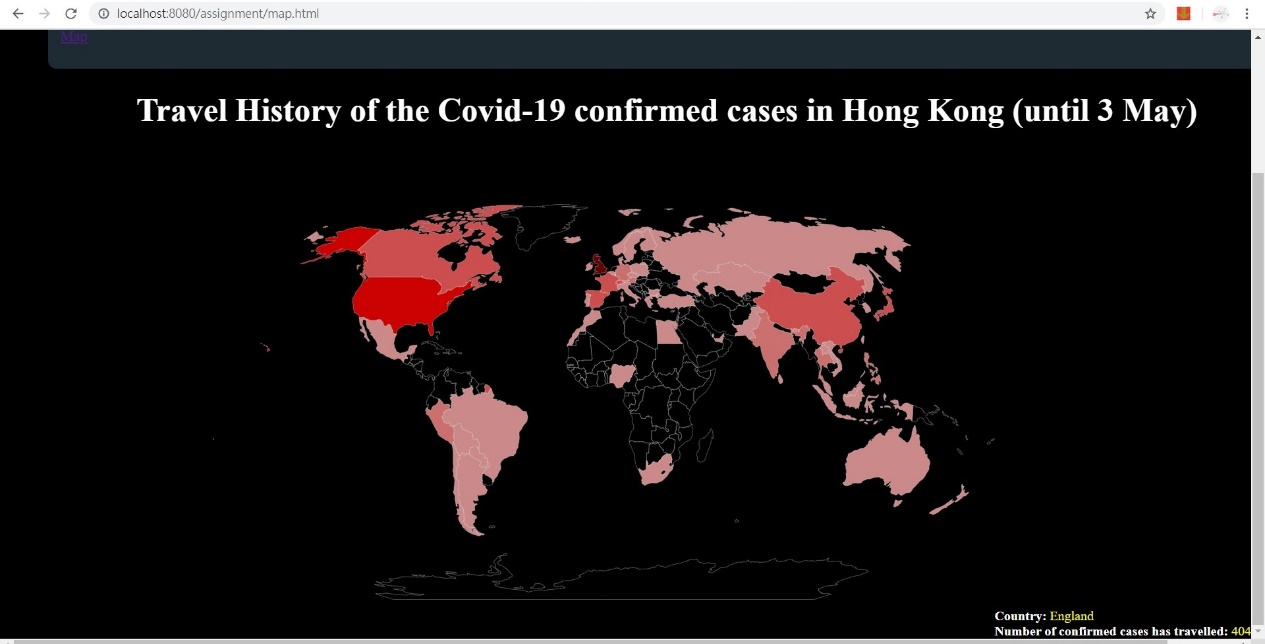 localhost:8080/assignment/map.html
Map
Travel History of the Covid-19 confirmed cases in Hong Kong (until 3 May)
Country: England
Number of confirmed cases has travelled: 404